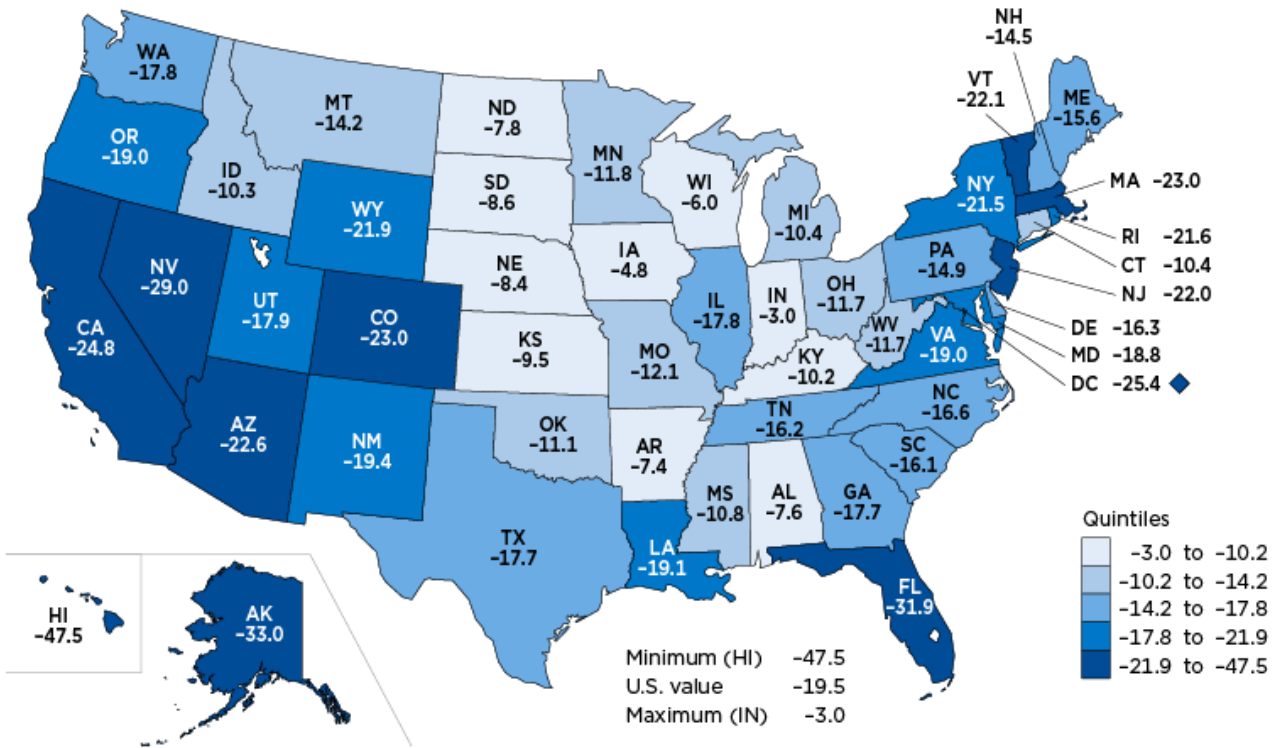 NH
−14.5
WA
−17.8
VT
−22.1
ME
−15.6
MT
−14.2
ND
−7.8
OR
−19.0
MN
−11.8
ID
−10.3
SD
−8.6
WI
−6.0
MA −23.0
NY
−21.5
WY
−21.9
MI
−10.4
RI −21.6
IA
−4.8
CT −10.4
NE
−8.4
PA
−14.9
NV
−29.0
NJ −22.0
UT
−17.9
IL
−17.8
IN
−3.0
OH
−11.7
CA
−24.8
CO
−23.0
DE −16.3
WV
−11.7
VA
−19.0
KS
−9.5
MO
−12.1
MD −18.8
KY
−10.2
DC −25.4
NC
−16.6
AZ
−22.6
NM
−19.4
OK
−11.1
TN
−16.2
AR
−7.4
SC
−16.1
MS
−10.8
AL
−7.6
GA
−17.7
TX
−17.7
LA
−19.1
FL
−31.9
HI
−47.5
AK
−33.0
Quintiles
−3.0 to −10.2
−10.2 to −14.2
−14.2 to −17.8
−17.8 to −21.9
−21.9 to −47.5
Minimum (HI) −47.5
U.S. value −19.5
Maximum (IN) −3.0